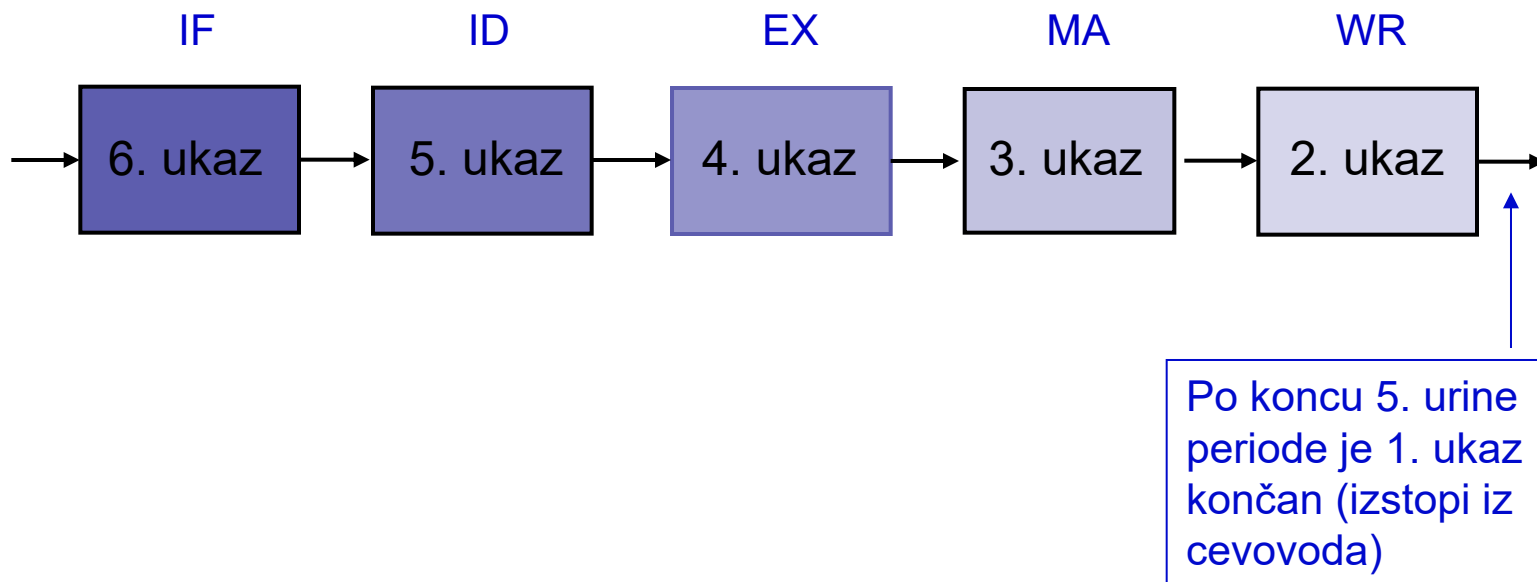 IF ID EX MA WR
6. ukaz 5. ukaz 4. ukaz 3. ukaz 2. ukaz
Po koncu 5. urine
periode je 1. ukaz
končan (izstopi iz
cevovoda)